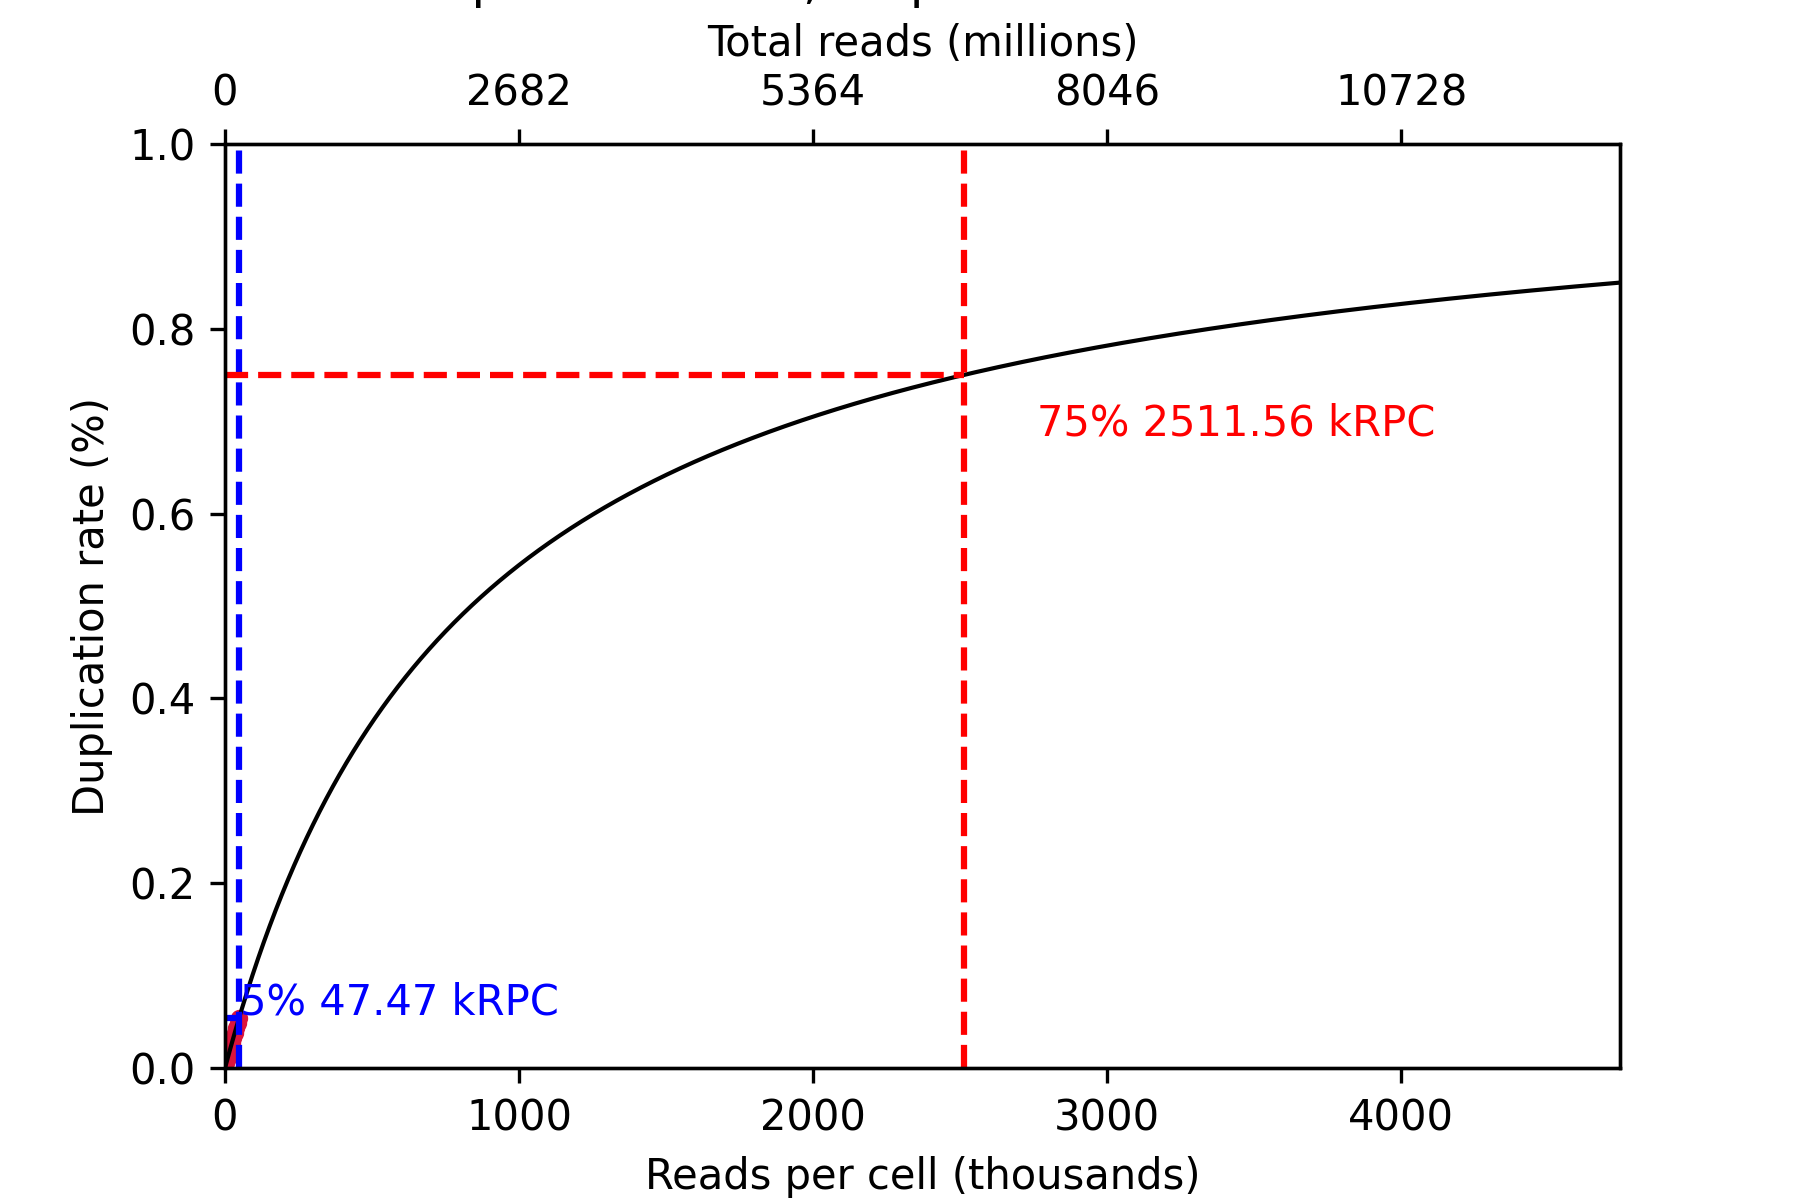 Total reads (millions)
0 2682 5364 8046 10728
1.0
0.8
0.6
0.4
0.2
0.0
Duplication rate (%)
75% 2511.56 kRPC
5% 47.47 kRPC
0 1000 2000 3000 4000
Reads per cell (thousands)